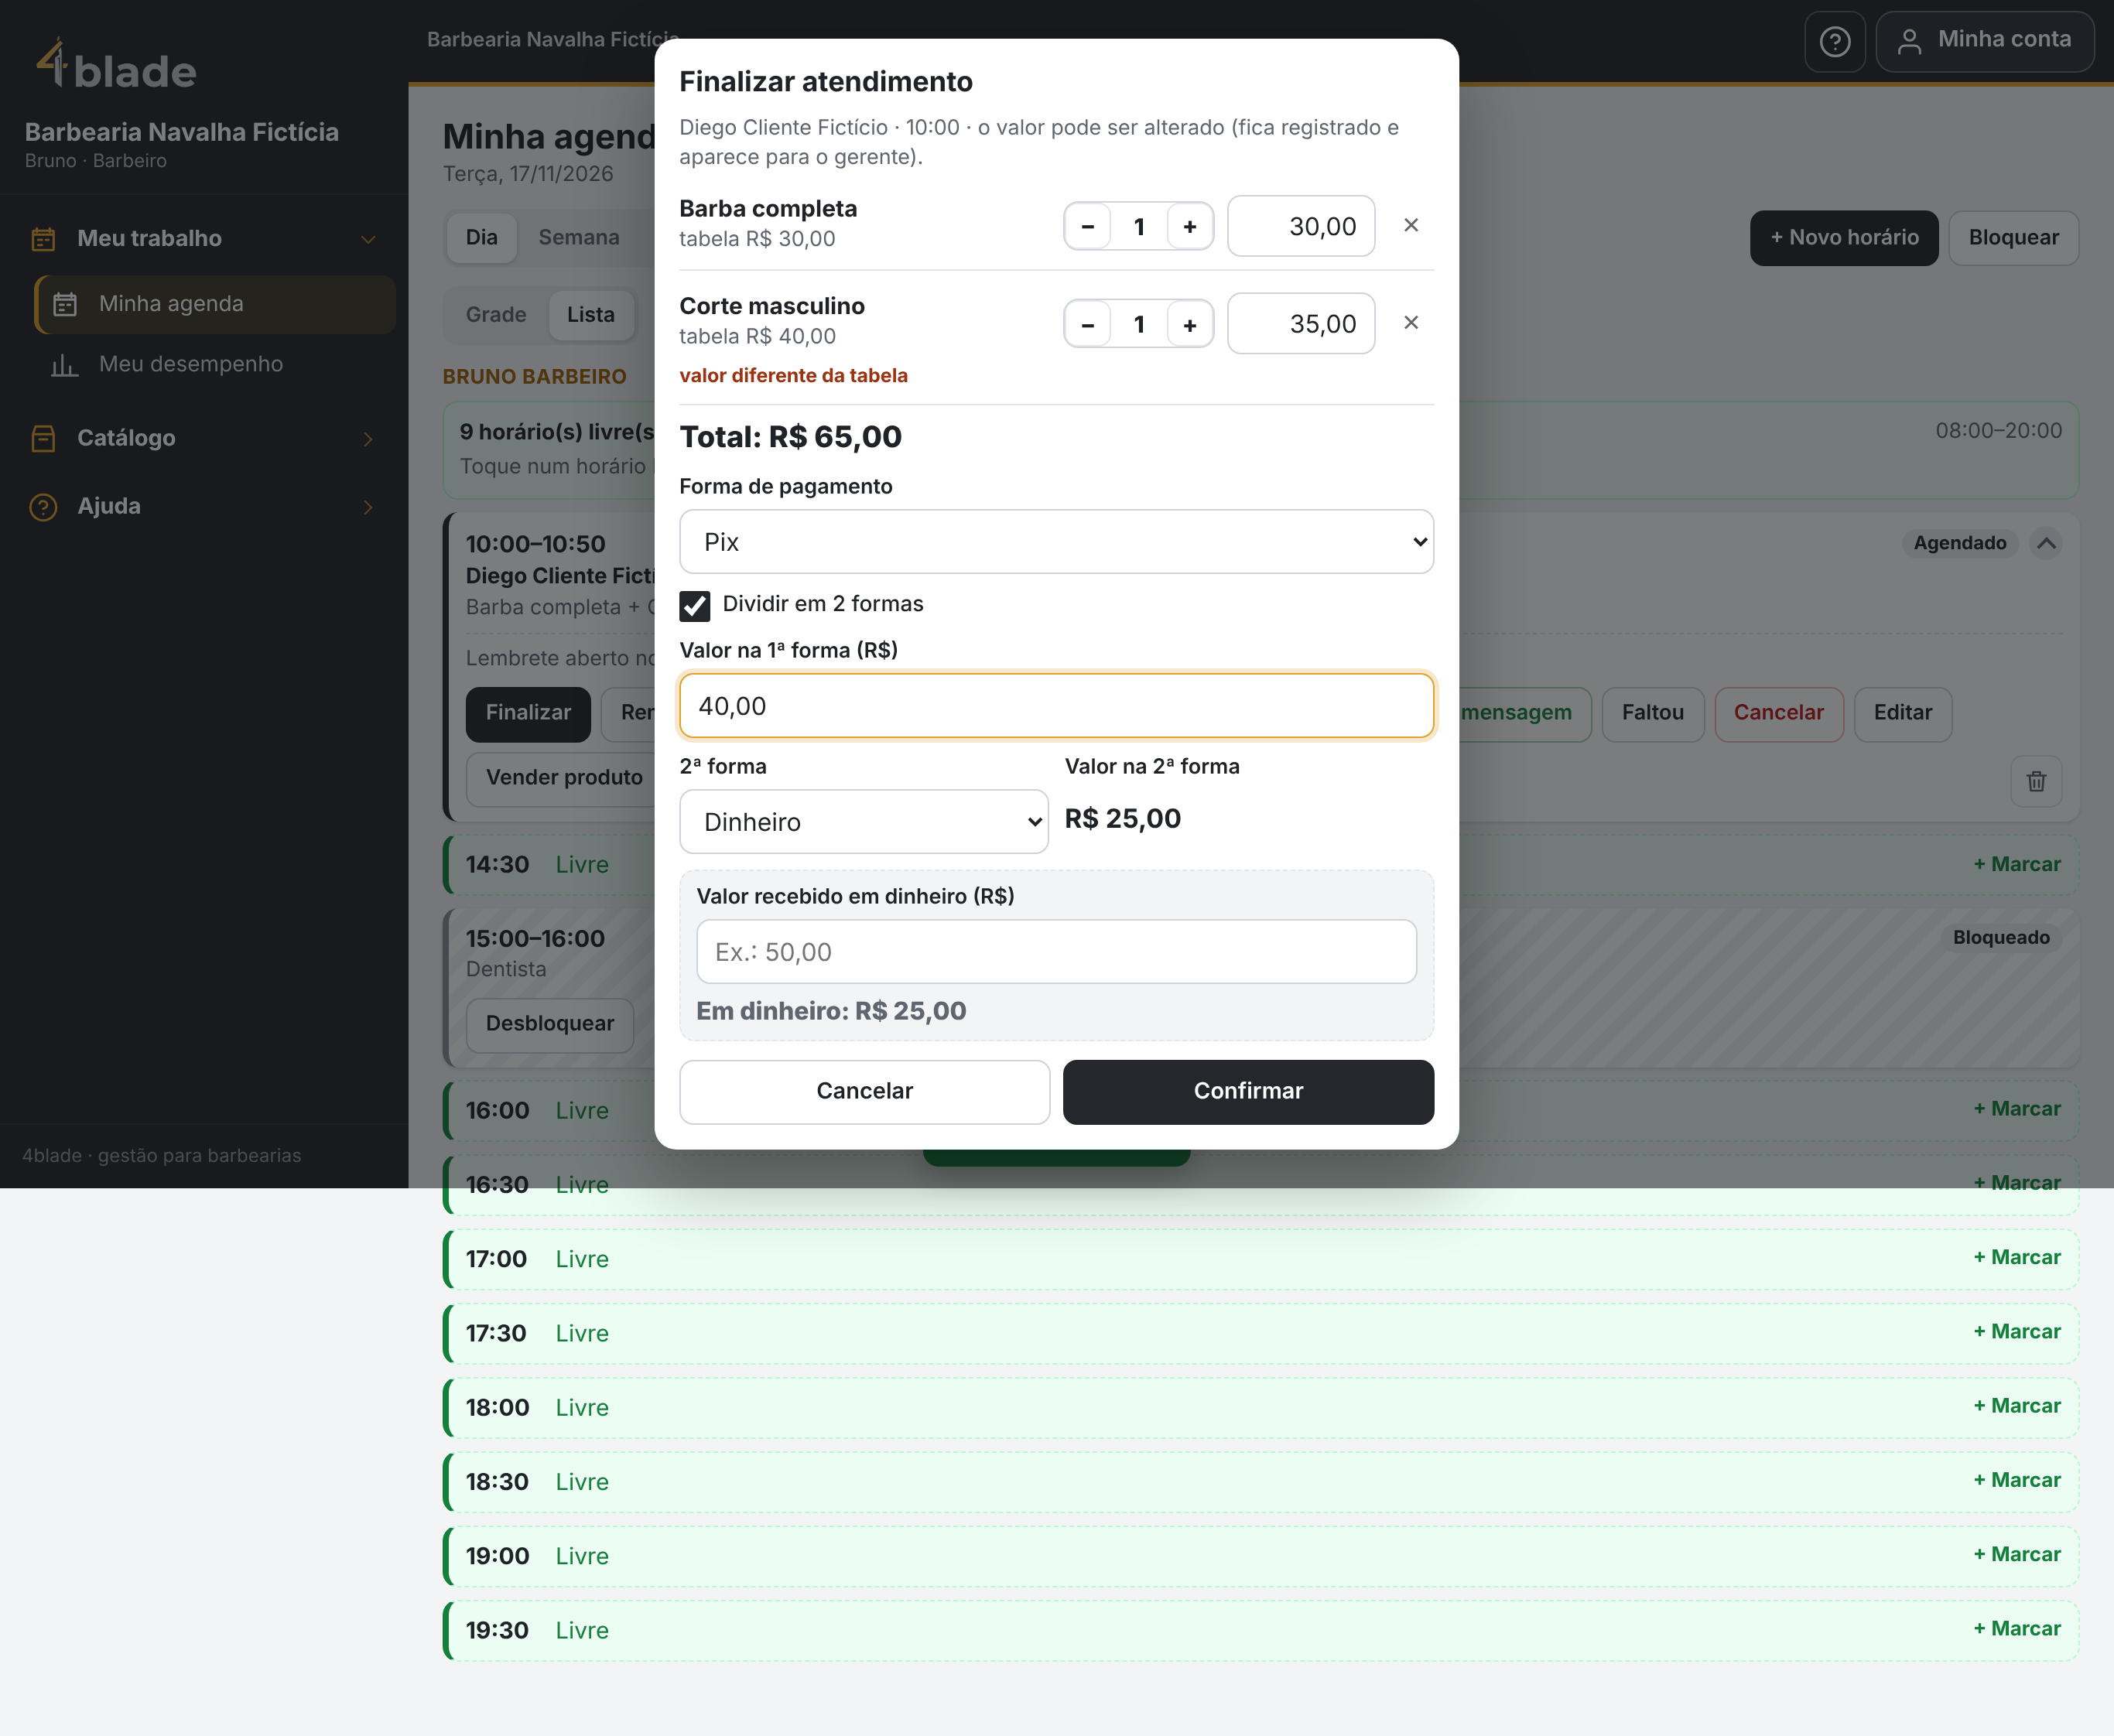 4blade
Barbearia Navalha Fictícia
Bruno · Barbeiro
Meu trabalho
Minha agenda
Meu desempenho
Catálogo
Ajuda
4blade · gestão para barbearias
Barbearia Navalha Fictícia
Minha conta
Minha agend
Terça, 17/11/2026
Dia Semana
+ Novo horário Bloquear
Grade Lista
BRUNO BARBEIRO
9 horário(s) livre(s
08:00–20:00
Toque num horário
10:00–10:50
Agendado
Diego Cliente Fictí
Barba completa +
Lembrete aberto no
Finalizar
mensagem Faltou Cancelar Editar
Vender produto
14:30 Livre + Marcar
15:00–16:00 Bloqueado
Dentista
Desbloquear
16:00 Livre + Marcar
16:30 Livre + Marcar
17:00 Livre + Marcar
17:30 Livre + Marcar
18:00 Livre + Marcar
18:30 Livre + Marcar
19:00 Livre + Marcar
19:30 Livre + Marcar
Finalizar atendimento
Diego Cliente Fictício · 10:00 · o valor pode ser alterado (fica registrado e
aparece para o gerente).
Barba completa
tabela R$ 30,00
− 1 + 30,00 ×
Corte masculino
tabela R$ 40,00
− 1 + 35,00 ×
valor diferente da tabela
Total: R$ 65,00
Forma de pagamento
Pix
Dividir em 2 formas
Valor na 1ª forma (R$)
40,00
2ª forma
Valor na 2ª forma
Dinheiro
R$ 25,00
Valor recebido em dinheiro (R$)
Ex.: 50,00
Em dinheiro: R$ 25,00
Cancelar
Confirmar